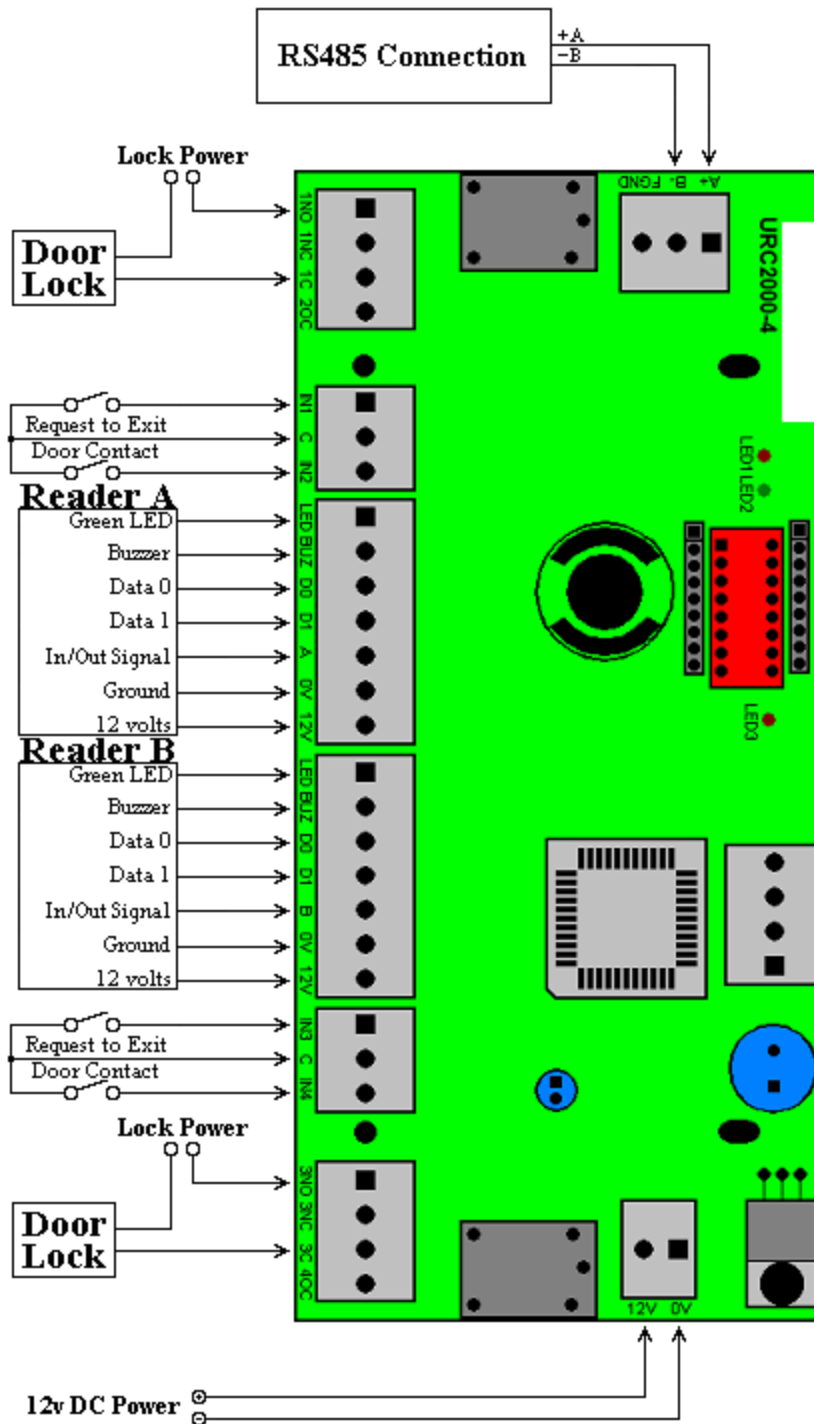 RS485 Connection
+A
−B
Lock Power
FGND B- A+
URC2000-4
Door
Lock
1NO 1NC 1C 2OC
Request to Exit
Door Contact
IN1 C IN2
LED1 LED2
Reader A
Green LED
Buzzer
Data 0
Data 1
In/Out Signal
Ground
12 volts
LED BUZ D0 D1 A 0V 12V
LED3
Reader B
Green LED
Buzzer
Data 0
Data 1
In/Out Signal
Ground
12 volts
LED BUZ D0 D1 B 0V 12V
Request to Exit
Door Contact
IN3 C IN4
Lock Power
Door
Lock
3NO 3NC 3C 4OC
12V 0V
12v DC Power
+
−